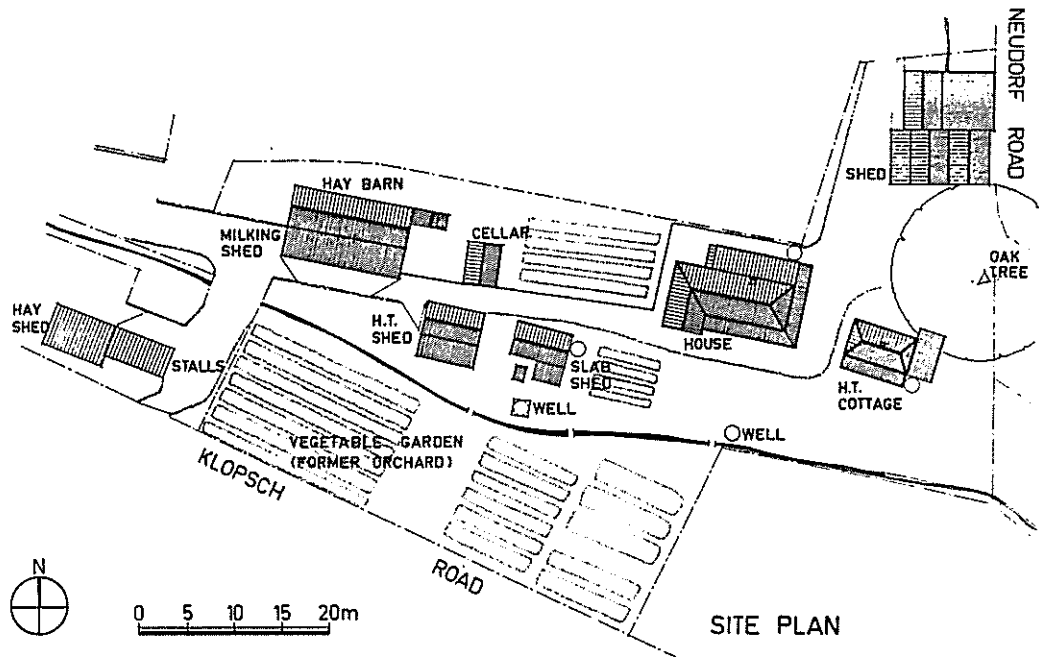 NEUDORF ROAD
SHED
HAY BARN
MILKING
SHED
CELLAR
OAK
TREE
HAY
SHED
STALLS
H.T.
SHED
SLAB
SHED
HOUSE
H.T.
COTTAGE
WELL
WELL
VEGETABLE GARDEN
(FORMER ORCHARD)
KLOPSCH
ROAD
N
0 5 10 15 20m
SITE PLAN